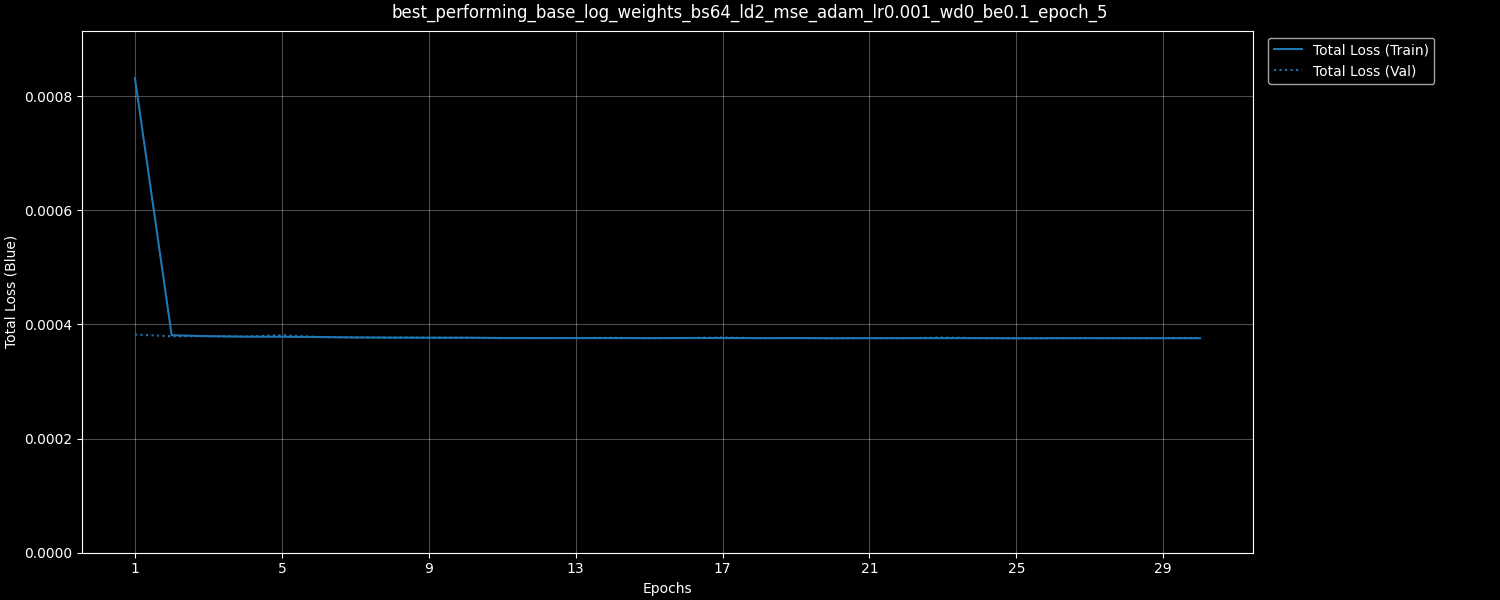 best_performing_base_log_weights_bs64_ld2_mse_adam_lr0.001_wd0_be0.1_epoch_5
Total Loss (Train)
Total Loss (Val)
Total Loss (Blue)
0.0008
0.0006
0.0004
0.0002
0.0000
1 5 9 13 17 21 25 29
Epochs